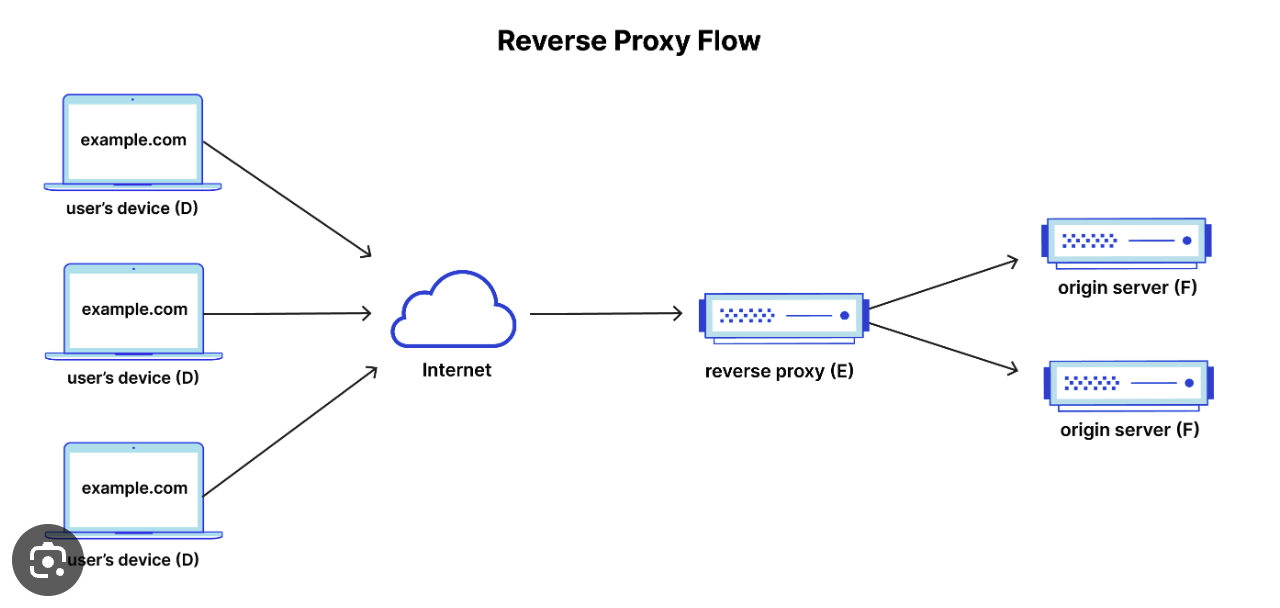 Reverse Proxy Flow
example.com
user’s device (D)
example.com
user’s device (D)
example.com
user’s device (D)
Internet
reverse proxy (E)
origin server (F)
origin server (F)